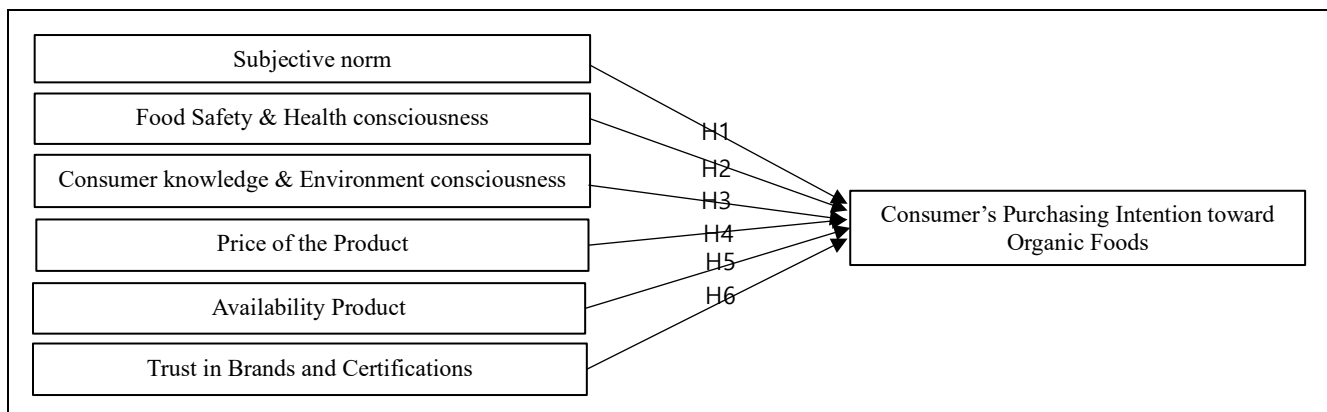 Subjective norm
Food Safety & Health consciousness
Consumer knowledge & Environment consciousness
Price of the Product
Availability Product
Trust in Brands and Certifications
H1
H2
H3
H4
H5
H6
Consumer’s Purchasing Intention toward
Organic Foods